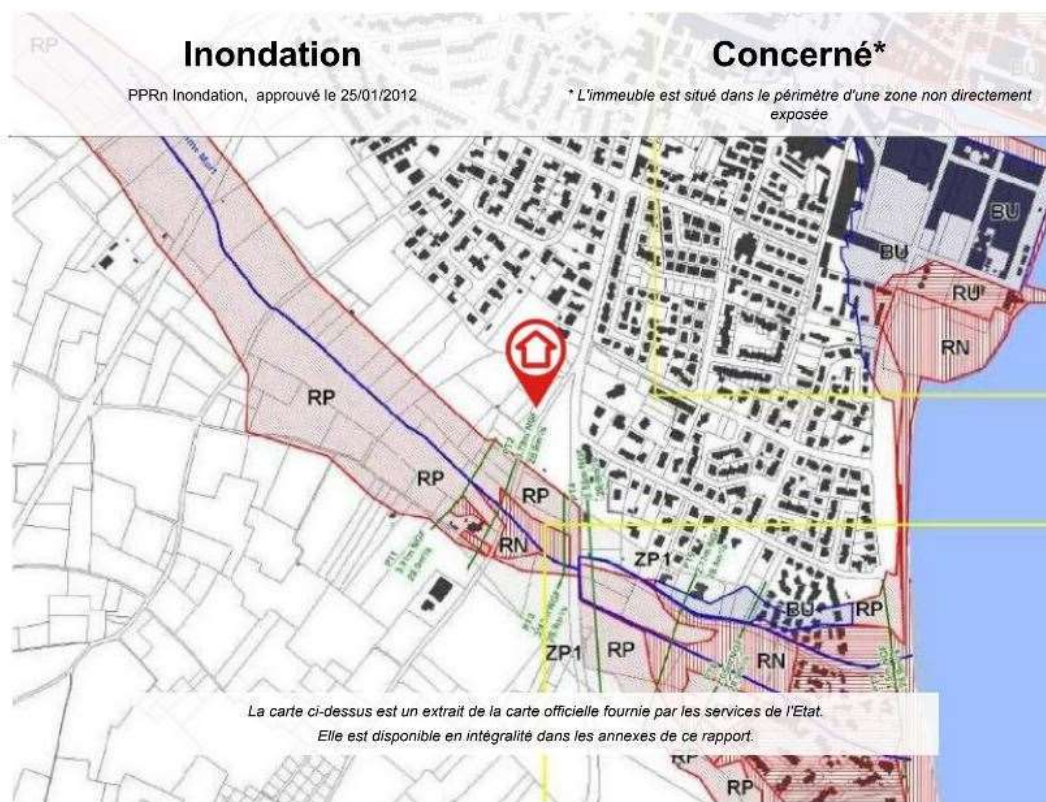 RP
Inondation
PPRn Inondation, approuvé le 25/01/2012
Concerné*
* L'immeuble est situé dans le périmètre d'une zone non directement
exposée
BU
BU
BU
RU
RN
RP
RP
RP
RN
ZP1
BU
RP
ZP1
RP
RN
La carte ci-dessus est un extrait de la carte officielle fournie par les services de l'Etat.
Elle est disponible en intégralité dans les annexes de ce rapport.
RP
RP